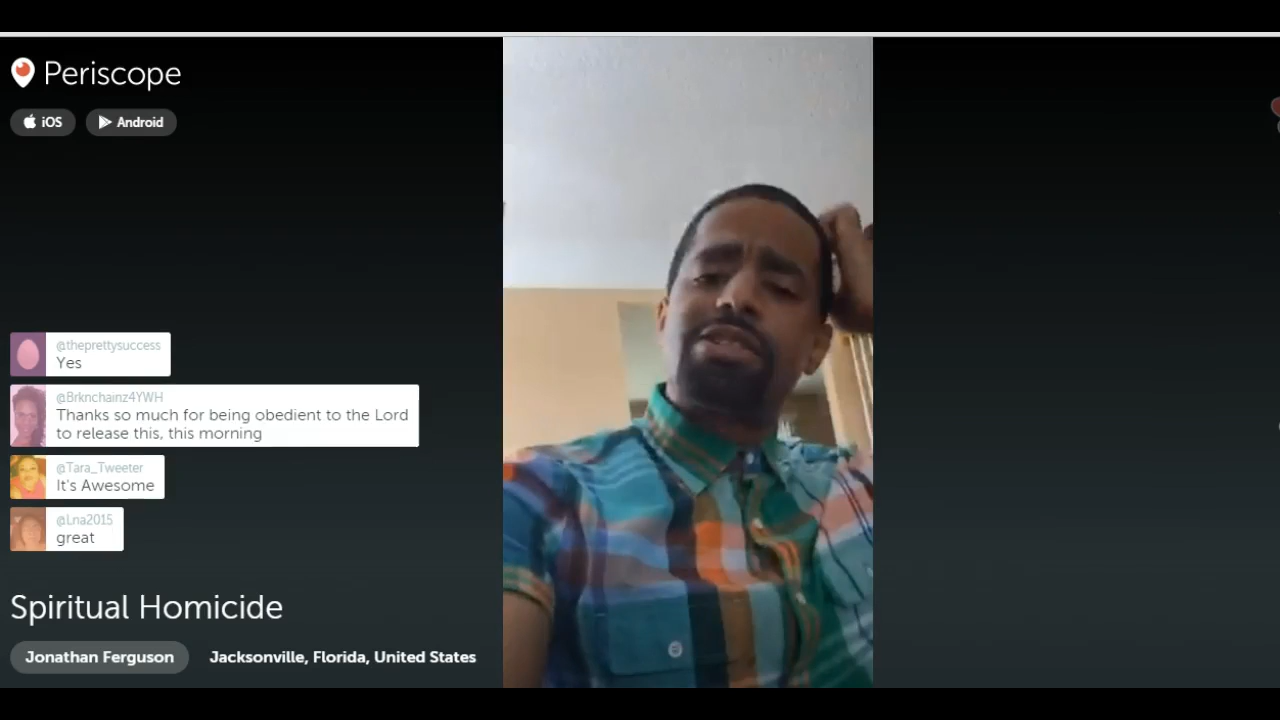 Periscope
iOS
Android
@theprettysuccess
Yes
@Brknchainz4YWH
Thanks so much for being obedient to the Lord
to release this, this morning
@Tara_Tweeter
It's Awesome
@Lna2015
great
Spiritual Homicide
Jonathan Ferguson
Jacksonville, Florida, United States